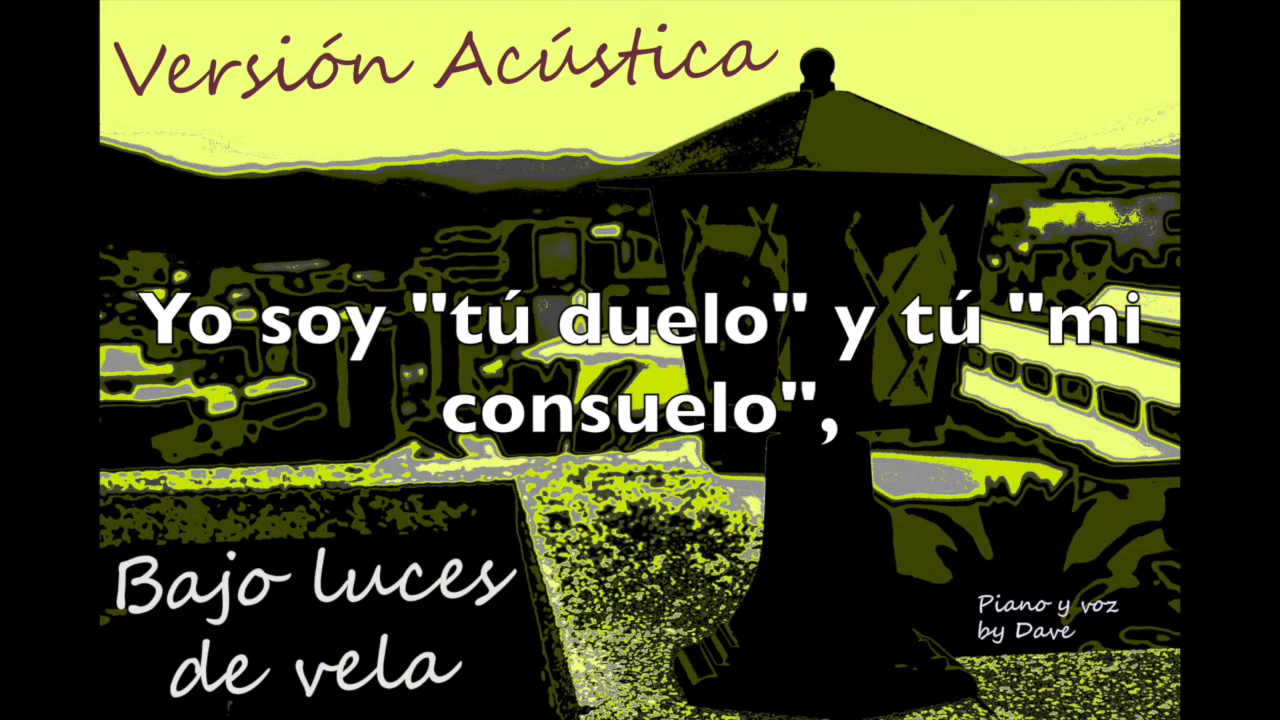 Versión Acústica
Yo soy "tú duelo" y tú "mi
consuelo",
Bajo luces
de vela
Piano y voz
by Dave